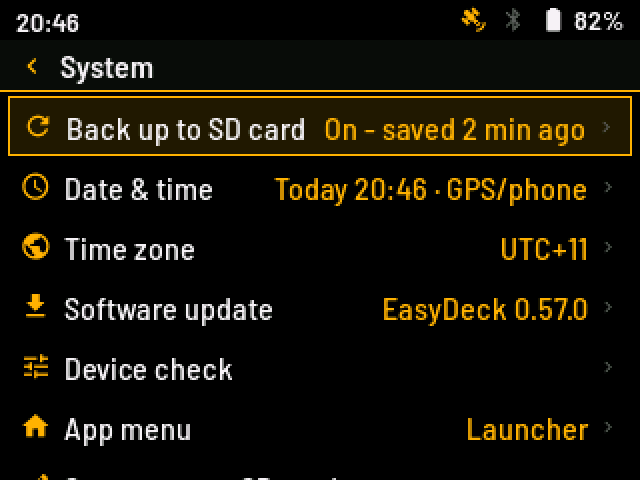 20:46 82%
System
Back up to SD card On - saved 2 min ago
Date & time Today 20:46 · GPS/phone
Time zone UTC+11
Software update EasyDeck 0.57.0
Device check
App menu Launcher